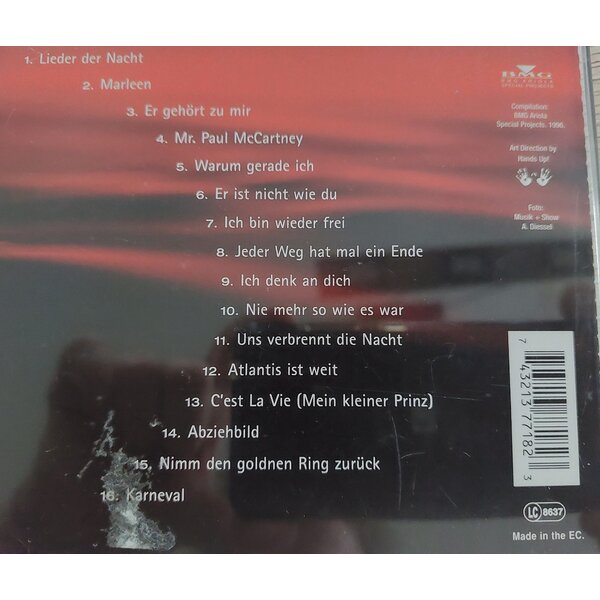 1. Lieder der Nacht
2. Marleen
3. Er gehört zu mir
4. Mr. Paul McCartney
5. Warum gerade ich
6. Er ist nicht wie du
7. Ich bin wieder frei
8. Jeder Weg hat mal ein Ende
9. Ich denk an dich
10. Nie mehr so wie es war
11. Uns verbrennt die Nacht
12. Atlantis ist weit
13. C'est La Vie (Mein kleiner Prinz)
14. Abziehbild
15. Nimm den goldnen Ring zurück
16. Karneval
BMG
BMG ARIOLA
SPECIAL PROJECTS
Compilation:
BMG Ariola
Special Projects. 1996.
Art Direction by
Hands Up!
Foto:
Musik + Show
A. Diesseli
7 43213 77182 3
LC 8637
Made in the EC.